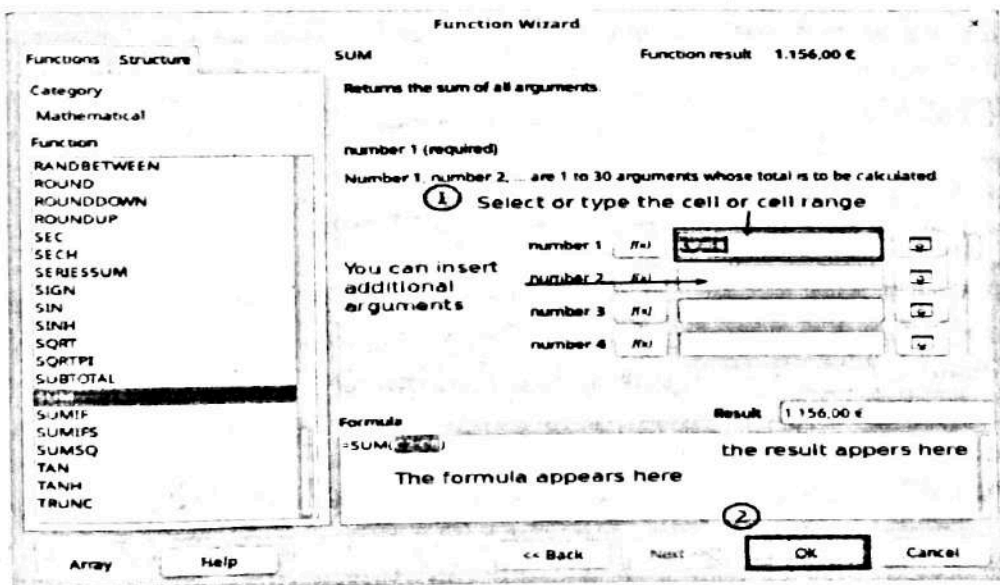 Function Wizard
Functions Structure
SUM
Function result 1.156,00 €
Category
Returns the sum of all arguments.
Mathematical
Function
number 1 (required)
RANDBETWEEN
ROUND
ROUNDDOWN
ROUNDUP
SEC
SECH
SERIESSUM
SIGN
SIN
SINH
SQRT
SQRTPI
SUBTOTAL
SUM
SUMIF
SUMIFS
SUMSQ
TAN
TANH
TRUNC
Number 1, number 2, ... are 1 to 30 arguments whose total is to be calculated
1 Select or type the cell or cell range
number 1 f(x)
You can insert
additional
arguments
number 2 f(x)
number 3 f(x)
number 4 f(x)
Result 1 156,00 €
Formula
=SUM( )
the result appers here
The formula appears here
2
Array Help << Back Next OK Cancel